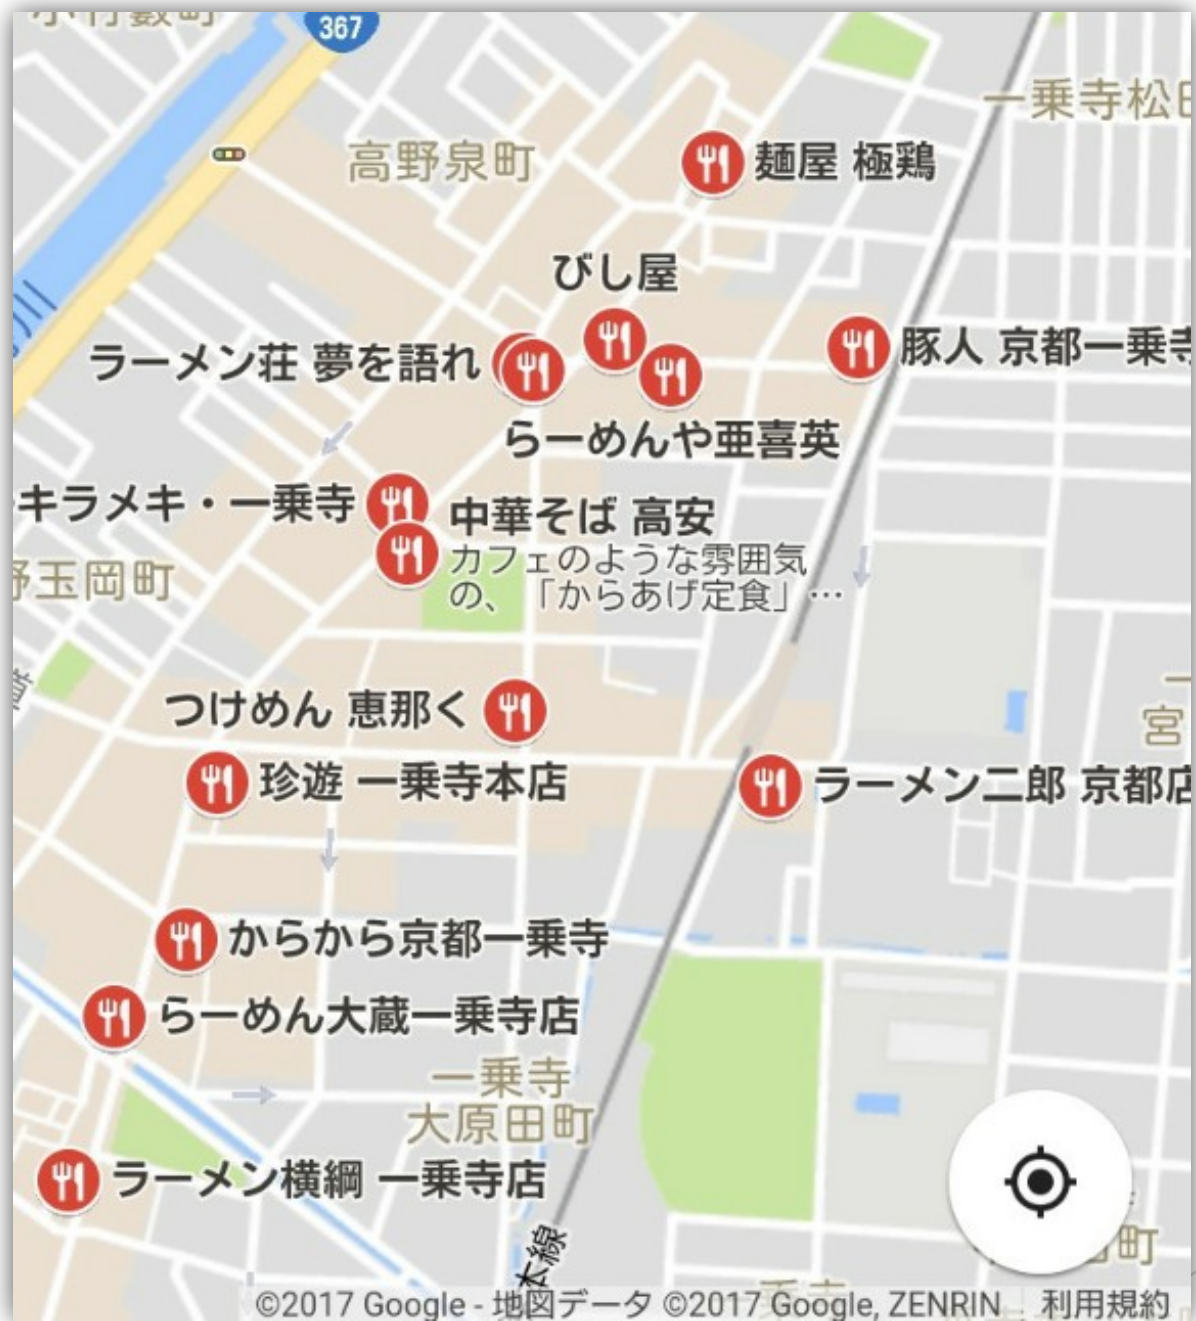 367
高野泉町
麺屋 極鶏
びし屋
ラーメン荘 夢を語れ
豚人 京都一乗寺
らーめんや亜喜英
キラメキ・一乗寺
中華そば 高安
カフェのような雰囲気
の、「からあげ定食」…
野玉岡町
つけめん 恵那く
珍遊 一乗寺本店
ラーメン二郎 京都店
からから京都一乗寺
らーめん大蔵一乗寺店
一乗寺
大原田町
ラーメン横綱 一乗寺店
本線
©2017 Google - 地図データ ©2017 Google, ZENRIN
利用規約